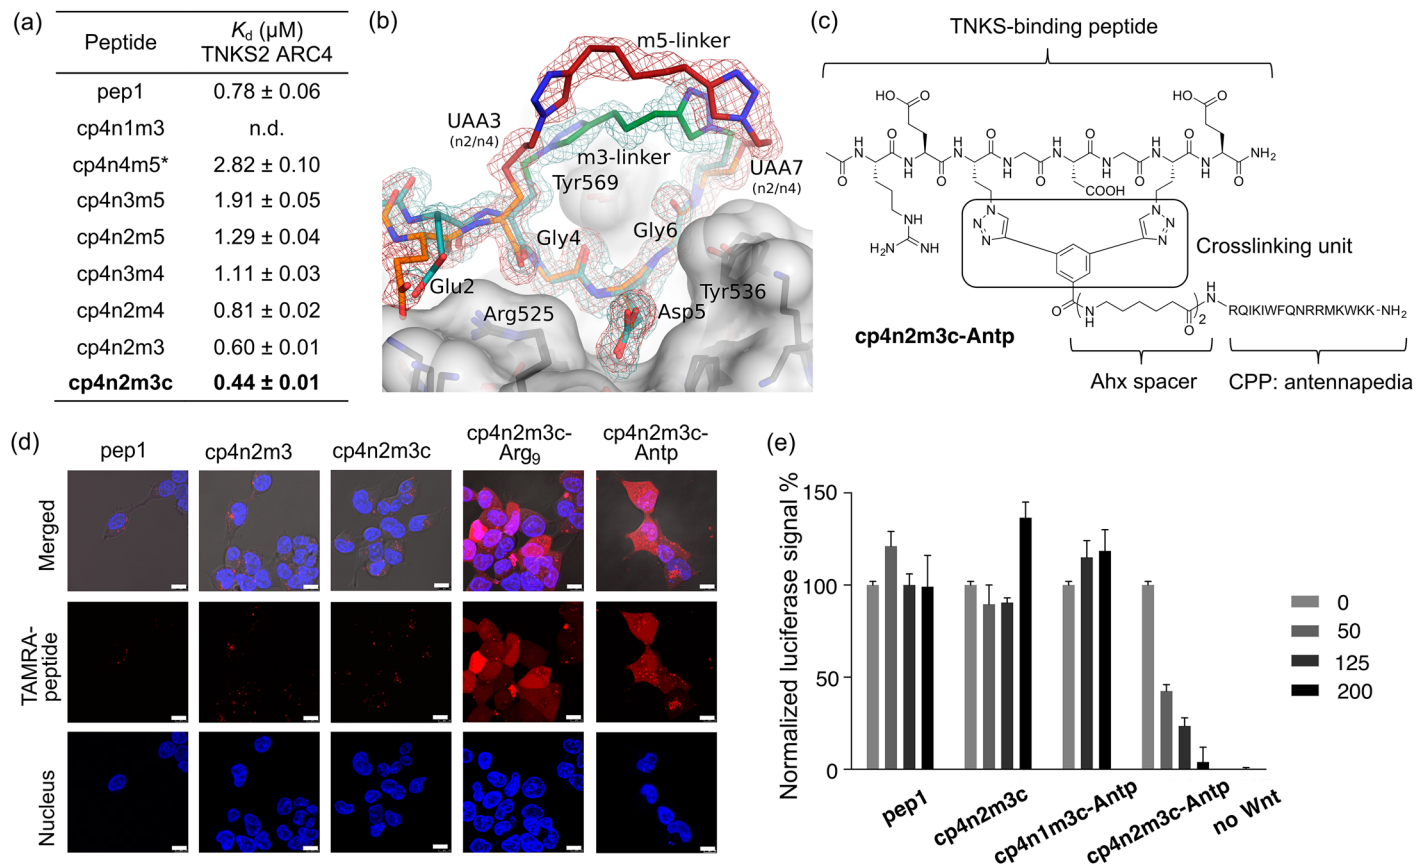 (a)
Peptide
Kd (μM)
TNKS2 ARC4
pep1 0.78 ± 0.06
cp4n1m3 n.d.
cp4n4m5* 2.82 ± 0.10
cp4n3m5 1.91 ± 0.05
cp4n2m5 1.29 ± 0.04
cp4n3m4 1.11 ± 0.03
cp4n2m4 0.81 ± 0.02
cp4n2m3 0.60 ± 0.01
cp4n2m3c 0.44 ± 0.01
(b)
m5-linker
UAA3
(n2/n4)
m3-linker
UAA7
(n2/n4)
Tyr569
Gly4
Gly6
Glu2
Tyr536
Asp5
Arg525
(c)
TNKS-binding peptide
HO O
HO O
O H O H O H O H O
N N N N NH2
N N N N
H O H O H O H O
COOH
NH
H2N NH
N N
N N
N N
Crosslinking unit
O
N
H
O
2
H
N
RQIKIWFQNRRMKWKK-NH2
cp4n2m3c-Antp
Ahx spacer
CPP: antennapedia
(d)
pep1
cp4n2m3
cp4n2m3c
cp4n2m3c-
Arg9
cp4n2m3c-
Antp
Merged
TAMRA-
peptide
Nucleus
(e)
Normalized luciferase signal %
150
100
50
0
pep1
cp4n2m3c
cp4n1m3c-Antp
cp4n2m3c-Antp
no Wnt
0
50
125
200